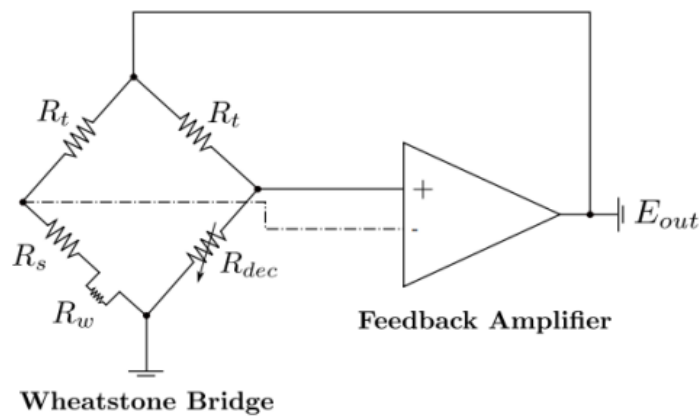 R_t
R_t
+
-
E_out
R_s
R_dec
R_w
Feedback Amplifier
Wheatstone Bridge